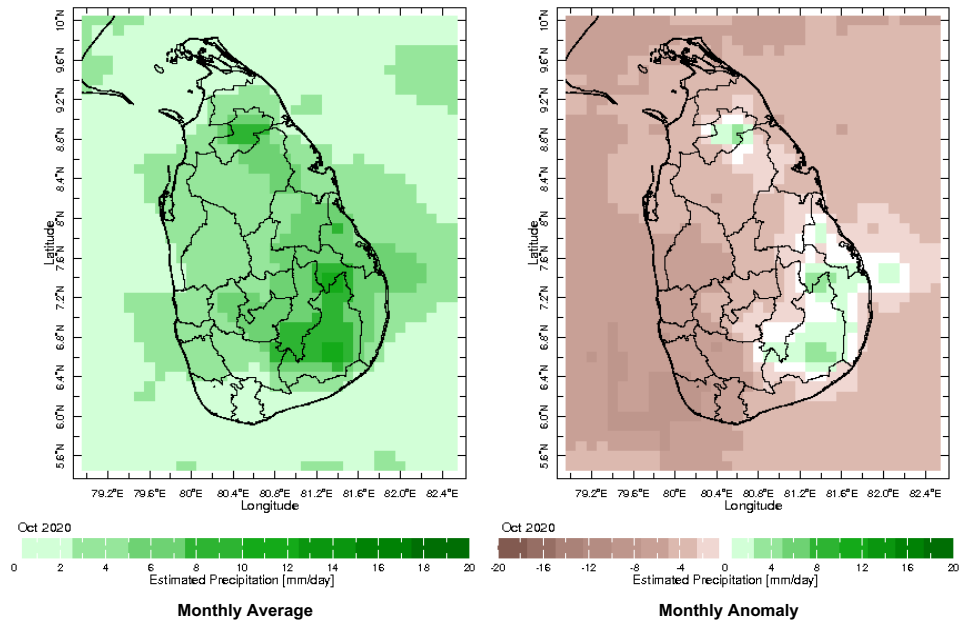 10°N
9.6°N
9.2°N
8.8°N
8.4°N
8°N
7.6°N
7.2°N
6.8°N
6.4°N
6.0°N
5.6°N
Latitude
79.2°E 79.6°E 80°E 80.4°E 80.8°E 81.2°E 81.6°E 82.0°E 82.4°E
Longitude
Oct 2020
0 2 4 6 8 10 12 14 16 18 20
Estimated Precipitation [mm/day]
Monthly Average
10°N
9.6°N
9.2°N
8.8°N
8.4°N
8°N
7.6°N
7.2°N
6.8°N
6.4°N
6.0°N
5.6°N
Latitude
79.2°E 79.6°E 80°E 80.4°E 80.8°E 81.2°E 81.6°E 82.0°E 82.4°E
Longitude
Oct 2020
-20 -16 -12 -8 -4 0 4 8 12 16 20
Estimated Precipitation [mm/day]
Monthly Anomaly